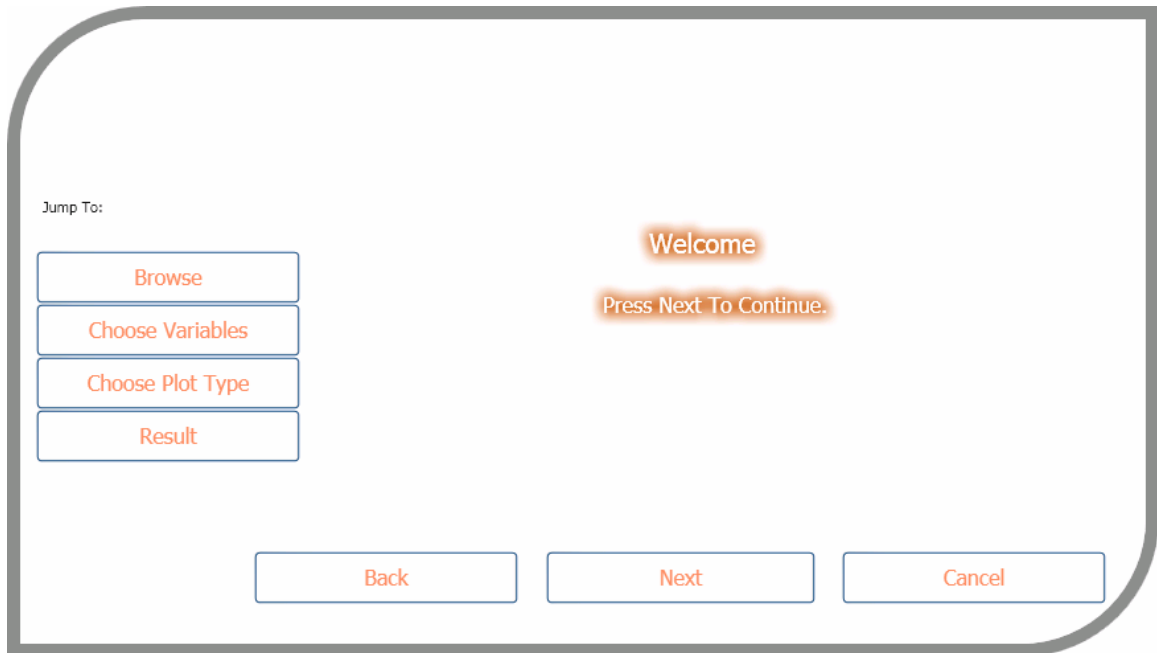 Jump To:
Browse
Choose Variables
Choose Plot Type
Result
Welcome
Press Next To Continue.
Back
Next
Cancel